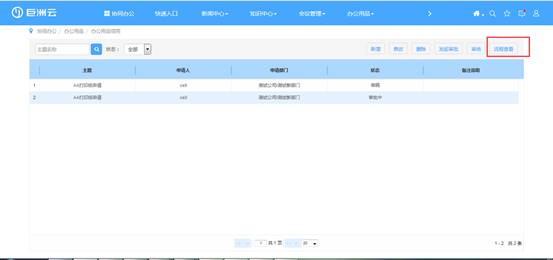 巨洲云 协同办公 快速入口 新闻中心 知识中心 会议管理 办公用品
协同办公 / 办公用品 / 办公用品领用
主题名称 状态： 全部 新增 修改 删除 发起审批 审核 流程查看
主题 申请人 申请部门 状态 备注说明
1 A4打印纸申请 测试公司/测试新部门 草稿
2 A4打印纸申请 测试公司/测试新部门 审批中
1 共 1 页 1 - 2 共 2 条